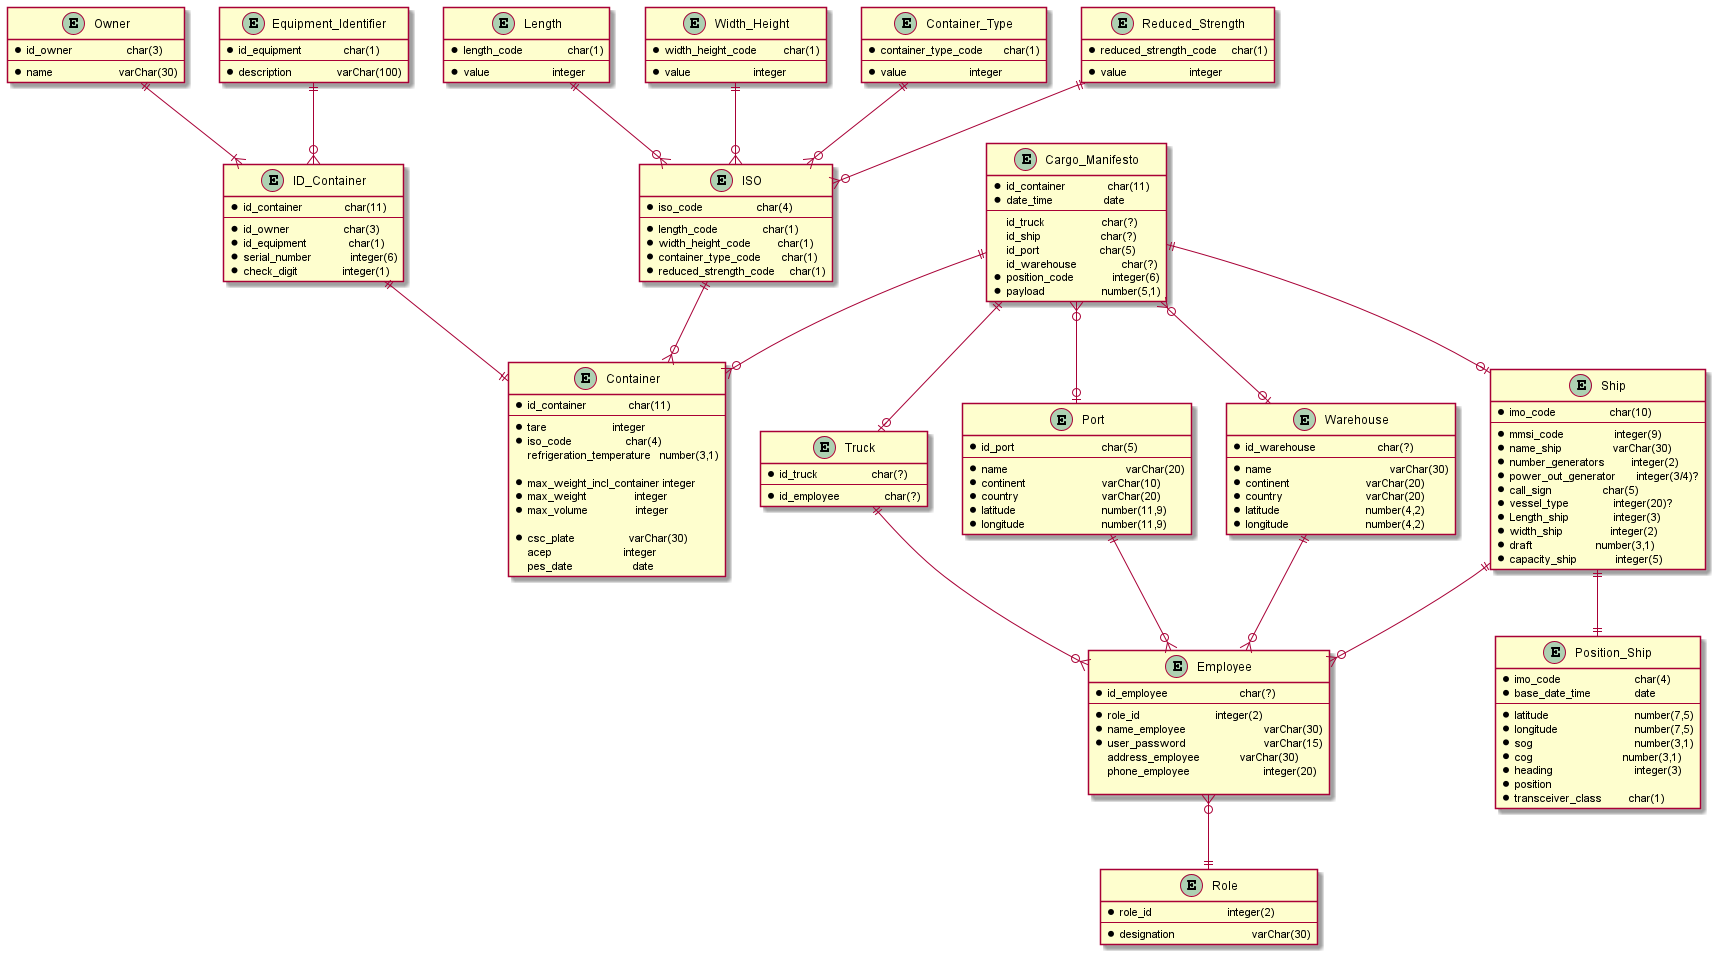 E Owner
id_owner char(3)
name varChar(30)
E Equipment_Identifier
id_equipment char(1)
description varChar(100)
E Length
length_code char(1)
value integer
E Width_Height
width_height_code char(1)
value integer
E Container_Type
container_type_code char(1)
value integer
E Reduced_Strength
reduced_strength_code char(1)
value integer
E ID_Container
id_container char(11)
id_owner char(3)
id_equipment char(1)
serial_number integer(6)
check_digit integer(1)
E ISO
iso_code char(4)
length_code char(1)
width_height_code char(1)
container_type_code char(1)
reduced_strength_code char(1)
E Cargo_Manifesto
id_container char(11)
date_time date
id_truck char(?)
id_ship char(?)
id_port char(5)
id_warehouse char(?)
position_code integer(6)
payload number(5,1)
E Container
id_container char(11)
tare integer
iso_code char(4)
refrigeration_temperature number(3,1)
max_weight_incl_container integer
max_weight integer
max_volume integer
csc_plate varChar(30)
acep integer
pes_date date
E Truck
id_truck char(?)
id_employee char(?)
E Port
id_port char(5)
name varChar(20)
continent varChar(10)
country varChar(20)
latitude number(11,9)
longitude number(11,9)
E Warehouse
id_warehouse char(?)
name varChar(30)
continent varChar(20)
country varChar(20)
latitude number(4,2)
longitude number(4,2)
E Ship
imo_code char(10)
mmsi_code integer(9)
name_ship varChar(30)
number_generators integer(2)
power_out_generator integer(3/4)?
call_sign char(5)
vessel_type integer(20)?
Length_ship integer(3)
width_ship integer(2)
draft number(3,1)
capacity_ship integer(5)
E Employee
id_employee char(?)
role_id integer(2)
name_employee varChar(30)
user_password varChar(15)
address_employee varChar(30)
phone_employee integer(20)
E Position_Ship
imo_code char(4)
base_date_time date
latitude number(7,5)
longitude number(7,5)
sog number(3,1)
cog number(3,1)
heading integer(3)
position
transceiver_class char(1)
E Role
role_id integer(2)
designation varChar(30)